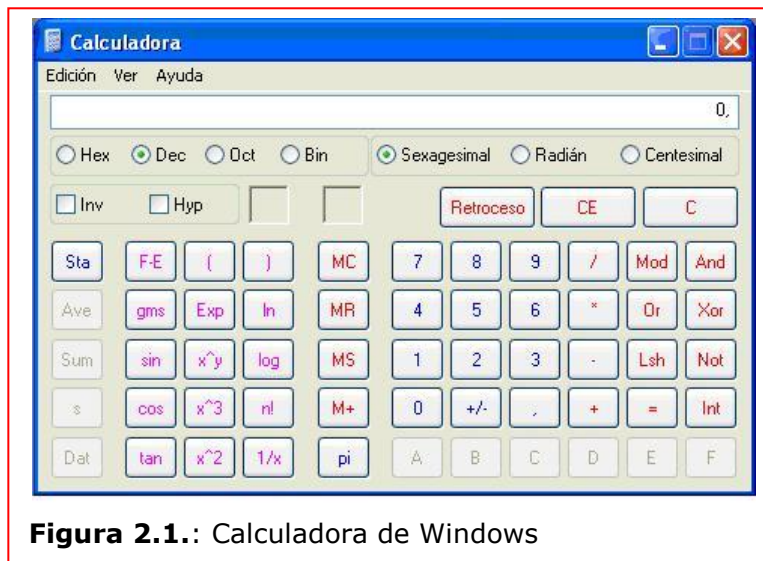 Calculadora
Edición Ver Ayuda
0,
Hex Dec Oct Bin Sexagesimal Radián Centesimal
Inv Hyp Retroceso CE C
Sta F-E ( ) MC 7 8 9 / Mod And
Ave gms Exp ln MR 4 5 6 * Or Xor
Sum sin x^y log MS 1 2 3 - Lsh Not
s cos x^3 n! M+ 0 +/- , + = Int
Dat tan x^2 1/x pi A B C D E F
Figura 2.1.: Calculadora de Windows